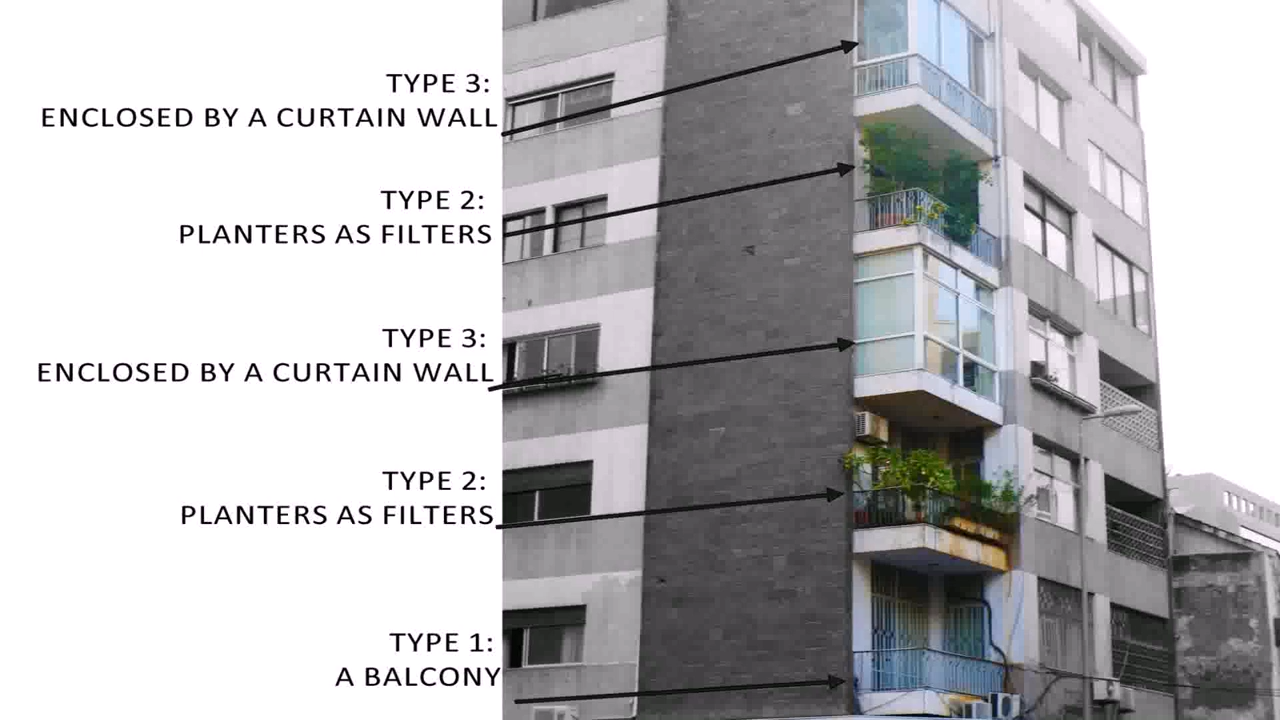 TYPE 3:
ENCLOSED BY A CURTAIN WALL
TYPE 2:
PLANTERS AS FILTERS
TYPE 3:
ENCLOSED BY A CURTAIN WALL
TYPE 2:
PLANTERS AS FILTERS
TYPE 1:
A BALCONY